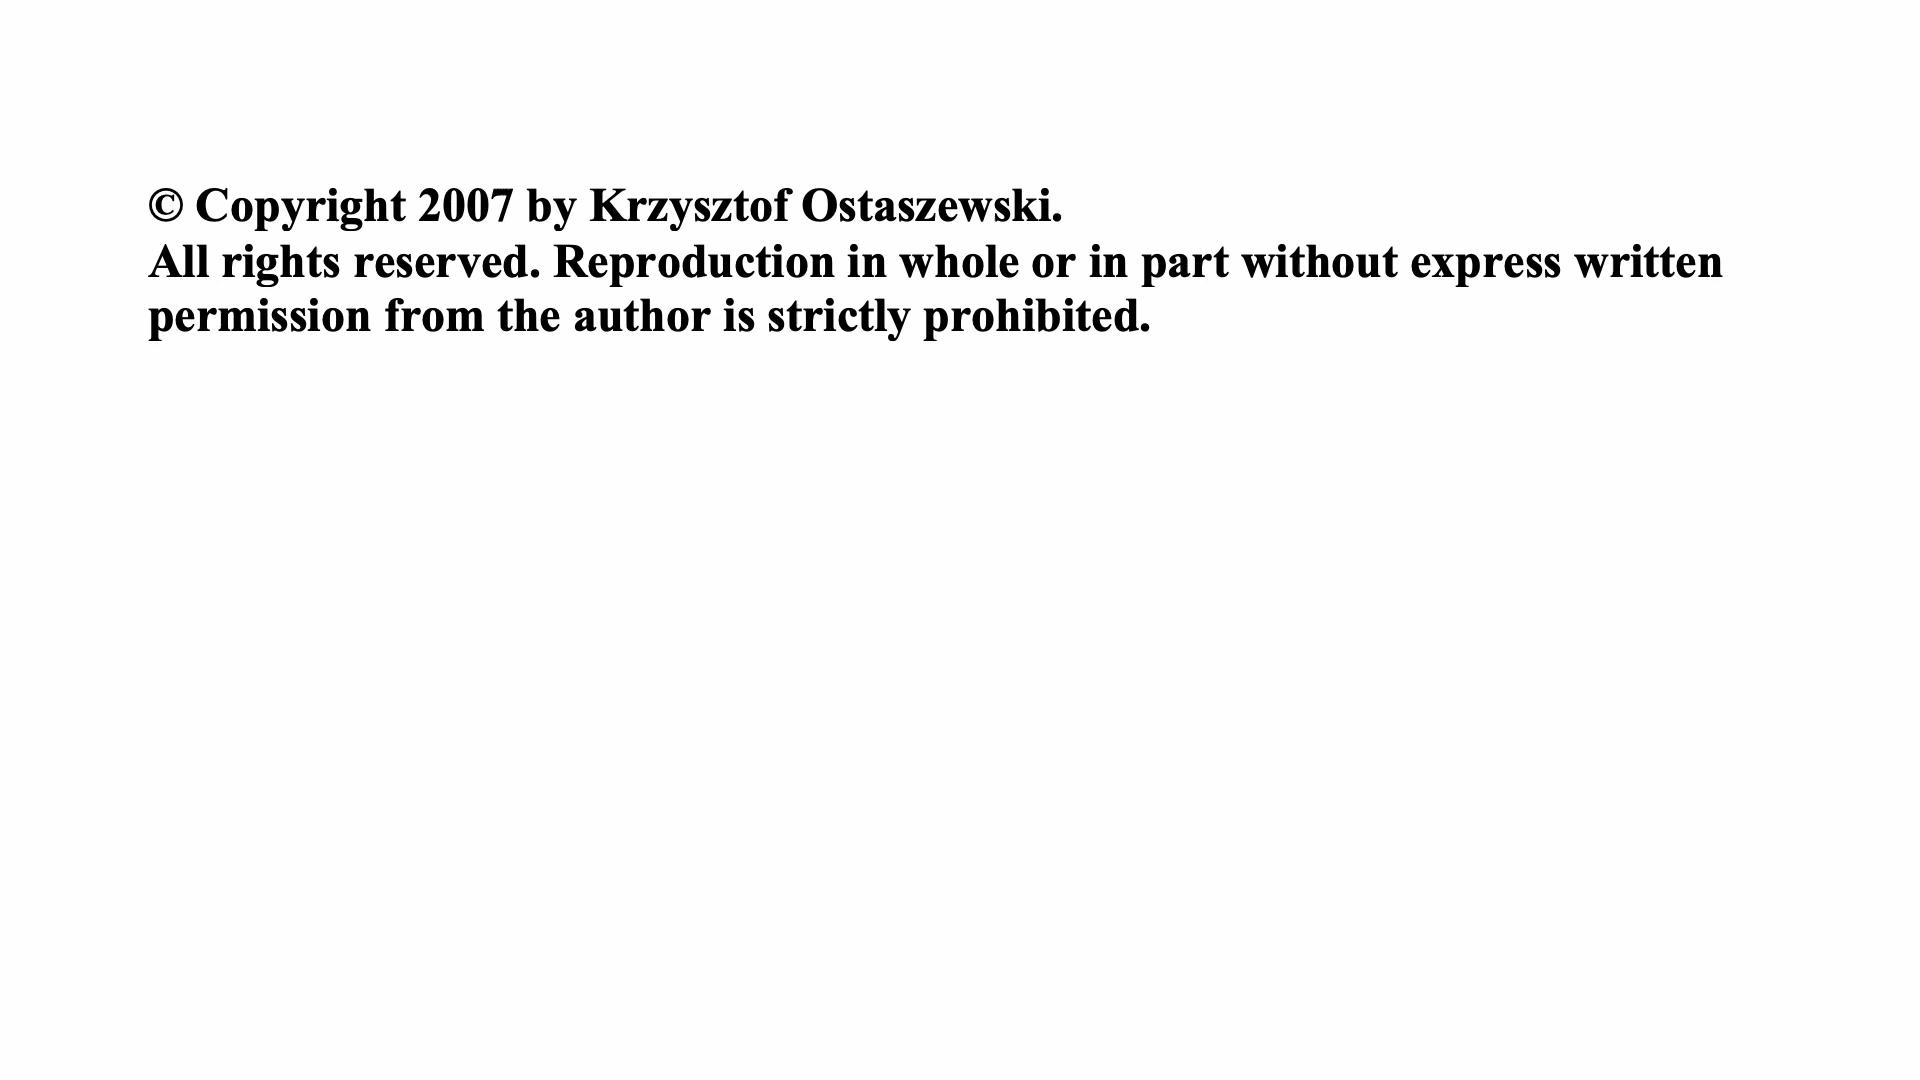 © Copyright 2007 by Krzysztof Ostaszewski.
All rights reserved. Reproduction in whole or in part without express written
permission from the author is strictly prohibited.